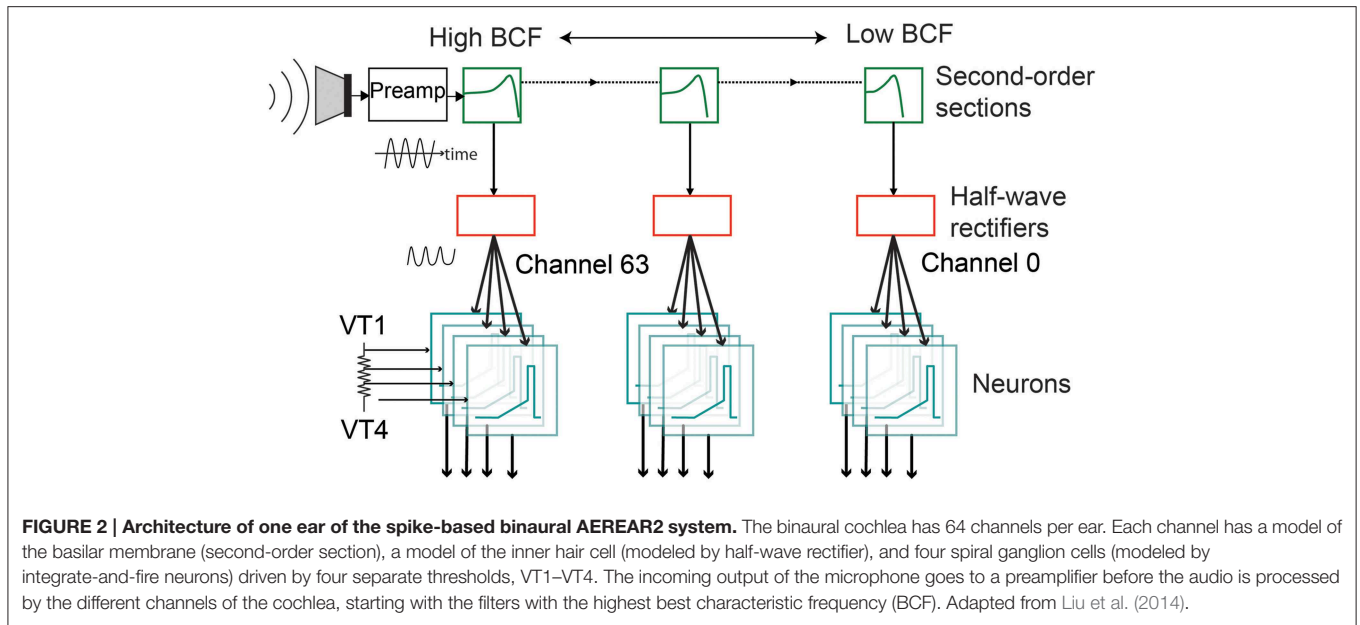 High BCF
Low BCF
Preamp
Second-order
sections
time
Half-wave
rectifiers
Channel 63
Channel 0
VT1
Neurons
VT4
FIGURE 2 | Architecture of one ear of the spike-based binaural AEREAR2 system. The binaural cochlea has 64 channels per ear. Each channel has a model of
the basilar membrane (second-order section), a model of the inner hair cell (modeled by half-wave rectifier), and four spiral ganglion cells (modeled by
integrate-and-fire neurons) driven by four separate thresholds, VT1–VT4. The incoming output of the microphone goes to a preamplifier before the audio is processed
by the different channels of the cochlea, starting with the filters with the highest best characteristic frequency (BCF). Adapted from Liu et al. (2014).